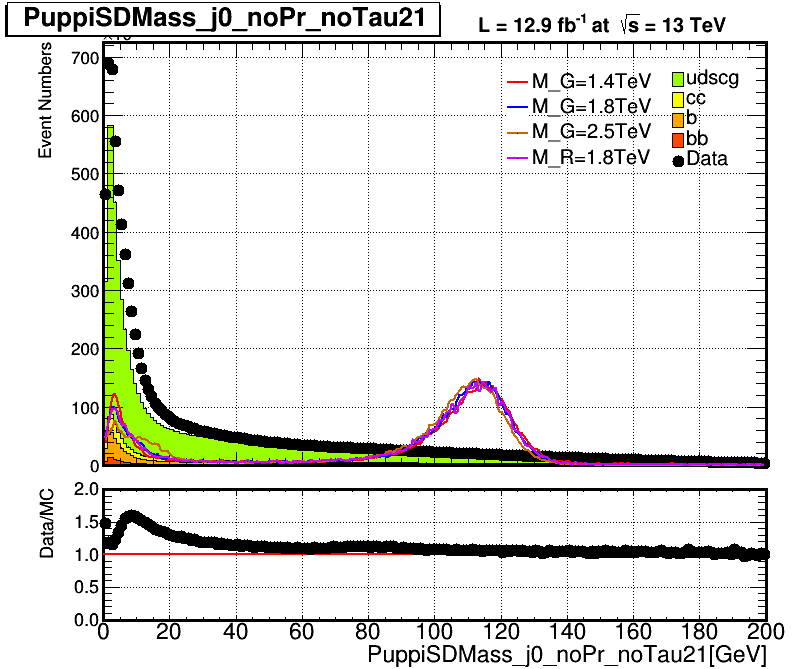 PuppiSDMass_j0_noPr_noTau21
L = 12.9 fb-1 at √s = 13 TeV
Event Numbers
700
600
500
400
300
200
100
0
M_G=1.4TeV
M_G=1.8TeV
M_G=2.5TeV
M_R=1.8TeV
udscg
cc
b
bb
Data
Data/MC
2.0
1.5
1.0
0.5
0.0
0 20 40 60 80 100 120 140 160 180 200
PuppiSDMass_j0_noPr_noTau21[GeV]